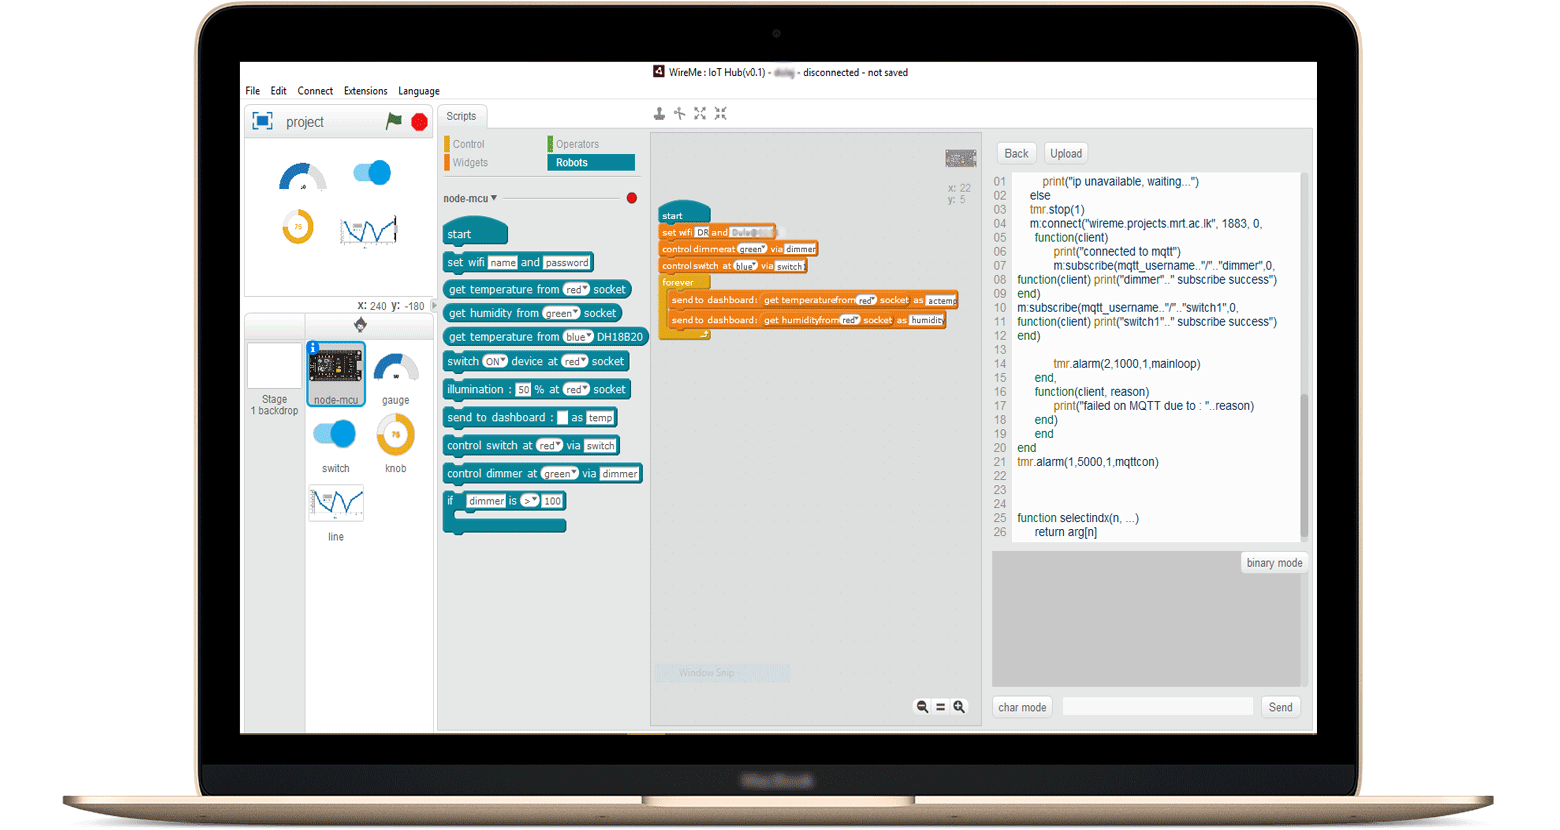 WireMe : IoT Hub(v0.1) - - disconnected - not saved
File Edit Connect Extensions Language
project
Scripts
Control
Operators
Widgets
Robots
node-mcu
start
set wifi name and password
get temperature from red socket
get humidity from green socket
get temperature from blue DH18B20
switch ON device at red socket
illumination : 50 % at red socket
send to dashboard : as temp
control switch at red via switch
control dimmer at green via dimmer
if dimmer is > 100
75
x: 240 y: -180
Stage
1 backdrop
node-mcu
gauge
75
switch
knob
line
x: 22
y: 5
start
set wifi DR and
control dimmerat green via dimmer
control switch at blue via switch1
forever
send to dashboard: get temperaturefrom red socket as actemp
send to dashboard: get humidityfrom red socket as humidity
Window Snip
Back Upload
01 print("ip unavailable, waiting...")
02 else
03 tmr.stop(1)
04 m:connect("wireme.projects.mrt.ac.lk", 1883, 0,
05 function(client)
06 print("connected to mqtt")
07 m:subscribe(mqtt_username.."/".."dimmer",0,
08 function(client) print("dimmer".." subscribe success")
09 end)
10 m:subscribe(mqtt_username.."/".."switch1",0,
11 function(client) print("switch1".." subscribe success")
12 end)
13
14 tmr.alarm(2,1000,1,mainloop)
15 end,
16 function(client, reason)
17 print("failed on MQTT due to : "..reason)
18 end)
19 end
20 end
21 tmr.alarm(1,5000,1,mqttcon)
22
23
24
25 function selectindx(n, ...)
26 return arg[n]
binary mode
char mode
Send